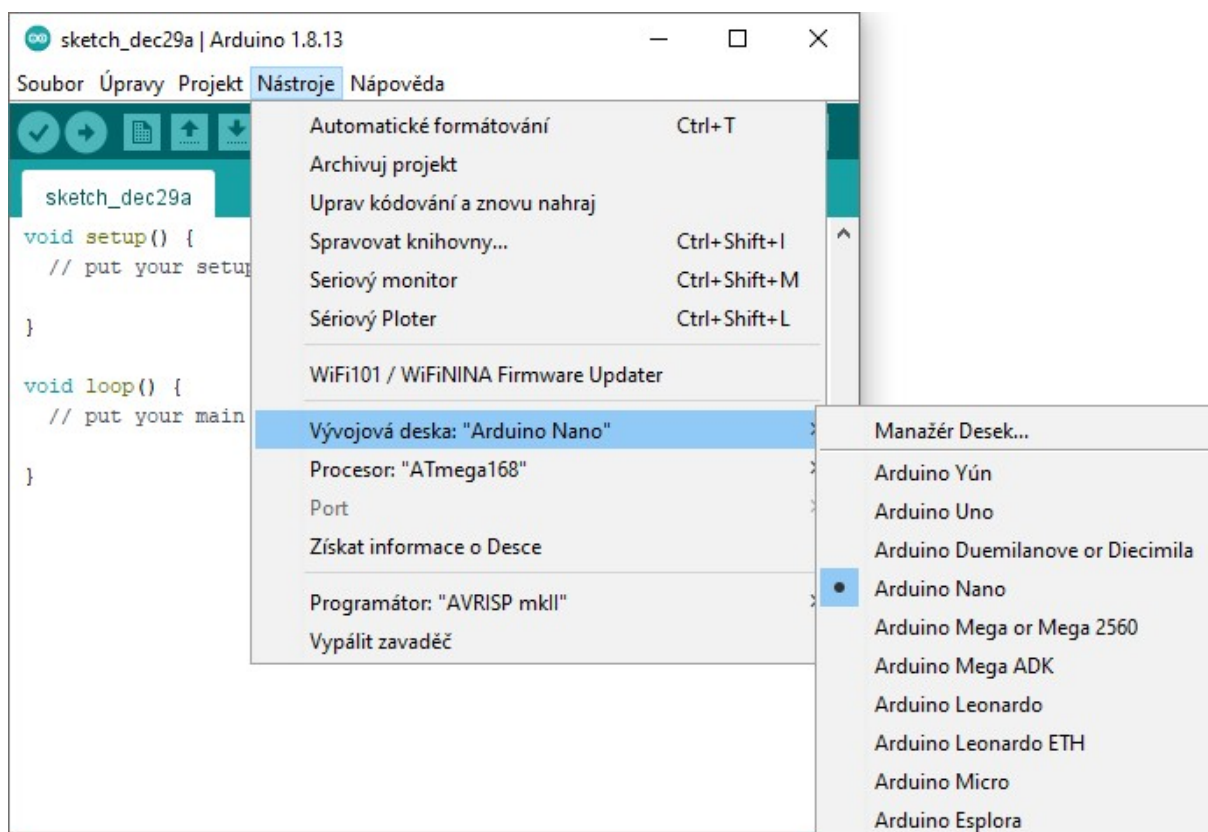 sketch_dec29a | Arduino 1.8.13
Soubor Úpravy Projekt Nástroje Nápověda
sketch_dec29a
void setup() {
// put your setup
}
void loop() {
// put your main
}
Automatické formátování Ctrl+T
Archivuj projekt
Uprav kódování a znovu nahraj
Spravovat knihovny... Ctrl+Shift+I
Seriový monitor Ctrl+Shift+M
Sériový Ploter Ctrl+Shift+L
WiFi101 / WiFiNINA Firmware Updater
Vývojová deska: "Arduino Nano"
Procesor: "ATmega168"
Port
Získat informace o Desce
Programátor: "AVRISP mkII"
Vypálit zavaděč
Manažér Desek...
Arduino Yún
Arduino Uno
Arduino Duemilanove or Diecimila
Arduino Nano
Arduino Mega or Mega 2560
Arduino Mega ADK
Arduino Leonardo
Arduino Leonardo ETH
Arduino Micro
Arduino Esplora